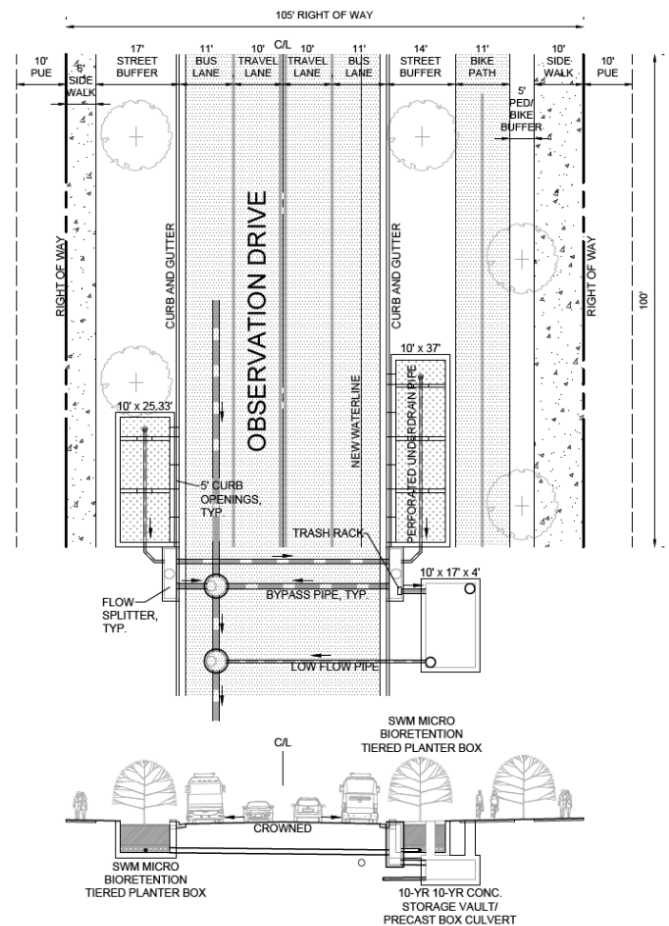 105' RIGHT OF WAY
C/L
10'
PUE
6'
SIDE
WALK
17'
STREET
BUFFER
11'
BUS
LANE
10'
TRAVEL
LANE
10'
TRAVEL
LANE
11'
BUS
LANE
14'
STREET
BUFFER
11'
BIKE
PATH
5'
PED/
BIKE
BUFFER
10'
SIDE
WALK
10'
PUE
RIGHT OF WAY
CURB AND GUTTER
OBSERVATION DRIVE
CURB AND GUTTER
RIGHT OF WAY
100'
10' x 37'
10' x 25.33'
NEW WATERLINE
PERFORATED UNDERDRAIN PIPE
5' CURB
OPENINGS,
TYP.
TRASH RACK
10' x 17' x 4'
FLOW
SPLITTER,
TYP.
BYPASS PIPE, TYP.
LOW FLOW PIPE
SWM MICRO
BIORETENTION
TIERED PLANTER BOX
C/L
CROWNED
SWM MICRO
BIORETENTION
TIERED PLANTER BOX
10-YR 10-YR CONC.
STORAGE VAULT/
PRECAST BOX CULVERT